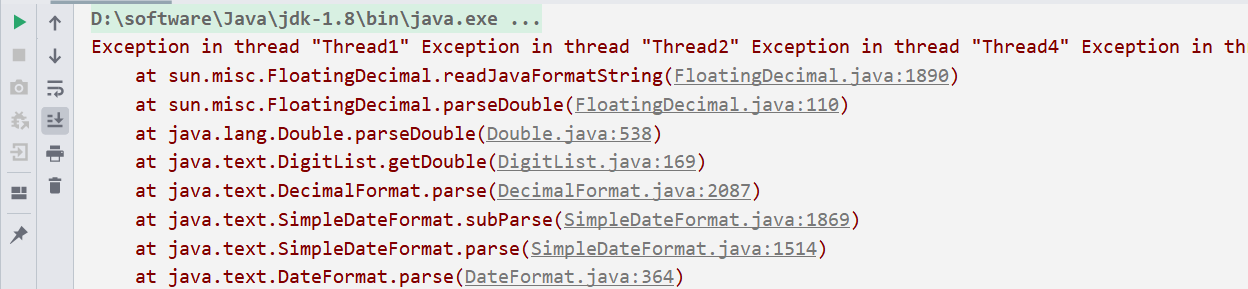 D:\software\Java\jdk-1.8\bin\java.exe ...
Exception in thread "Thread1" Exception in thread "Thread2" Exception in thread "Thread4" Exception in th
at sun.misc.FloatingDecimal.readJavaFormatString(FloatingDecimal.java:1890)
at sun.misc.FloatingDecimal.parseDouble(FloatingDecimal.java:110)
at java.lang.Double.parseDouble(Double.java:538)
at java.text.DigitList.getDouble(DigitList.java:169)
at java.text.DecimalFormat.parse(DecimalFormat.java:2087)
at java.text.SimpleDateFormat.subParse(SimpleDateFormat.java:1869)
at java.text.SimpleDateFormat.parse(SimpleDateFormat.java:1514)
at java.text.DateFormat.parse(DateFormat.java:364)